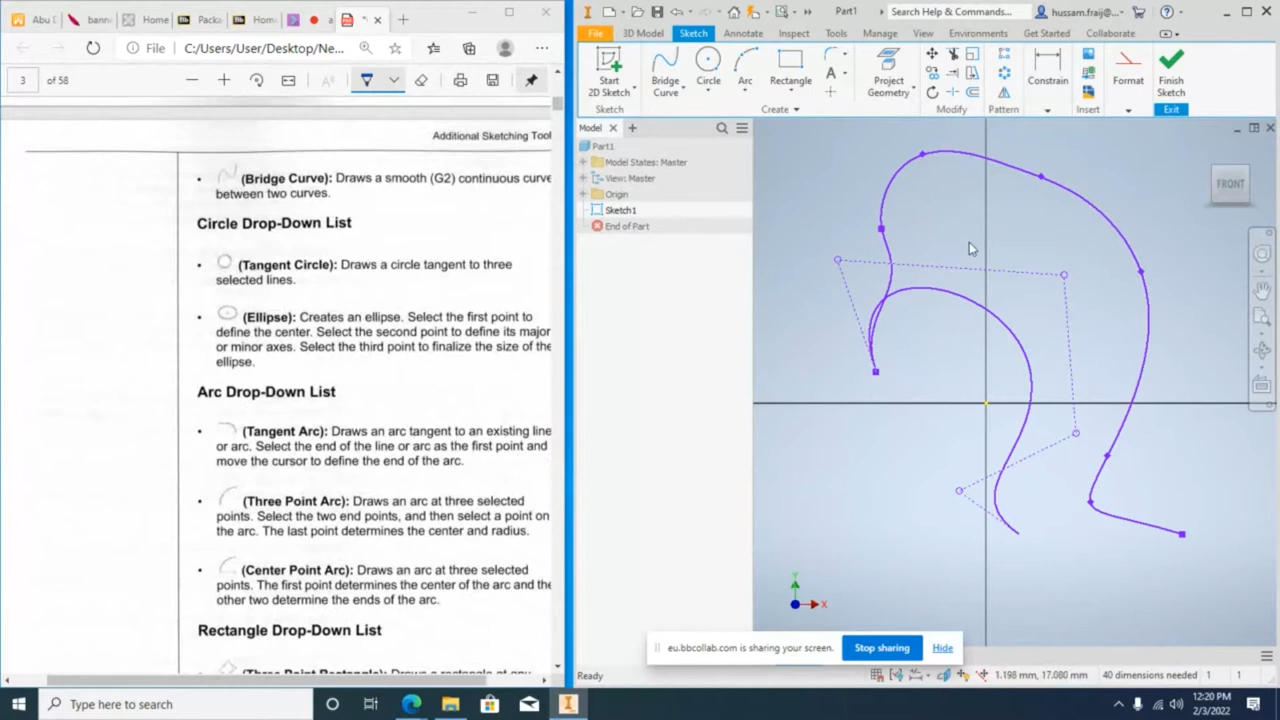 Abu D
bann
Home
Packa
Hom
a
Part1
Search Help & Commands...
hussam.fraij@...
File
C:/Users/User/Desktop/Ne...
File
3D Model
Sketch
Annotate
Inspect
Tools
Manage
View
Environments
Get Started
Collaborate
3
of 58
Start
2D Sketch
Bridge
Curve
Circle
Arc
Rectangle
A
Project
Geometry
Constrain
Format
Finish
Sketch
Sketch
Create
Modify
Pattern
Insert
Exit
Additional Sketching Tool
(Bridge Curve): Draws a smooth (G2) continuous curve
between two curves.
Circle Drop-Down List
(Tangent Circle): Draws a circle tangent to three
selected lines.
(Ellipse): Creates an ellipse. Select the first point to
define the center. Select the second point to define its major
or minor axes. Select the third point to finalize the size of the
ellipse.
Arc Drop-Down List
(Tangent Arc): Draws an arc tangent to an existing line
or arc. Select the end of the line or arc as the first point and
move the cursor to define the end of the arc.
(Three Point Arc): Draws an arc at three selected
points. Select the two end points, and then select a point on
the arc. The last point determines the center and radius.
(Center Point Arc): Draws an arc at three selected
points. The first point determines the center of the arc and the
other two determine the ends of the arc.
Rectangle Drop-Down List
Model
Part1
Model States: Master
View: Master
Origin
Sketch1
End of Part
FRONT
Y
X
eu.bbcollab.com is sharing your screen.
Stop sharing
Hide
Ready
1.198 mm, 17.080 mm
40 dimensions needed
1
1
Type here to search
12:20 PM
2/3/2022